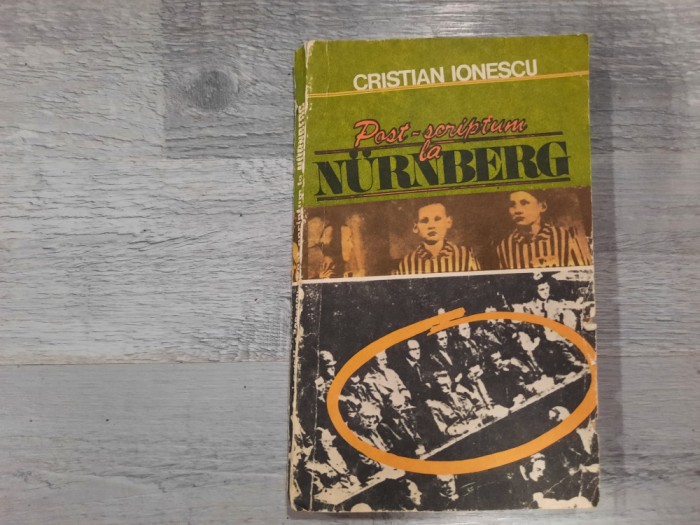 CRISTIAN IONESCU
Post-scriptum
la
NÜRNBERG